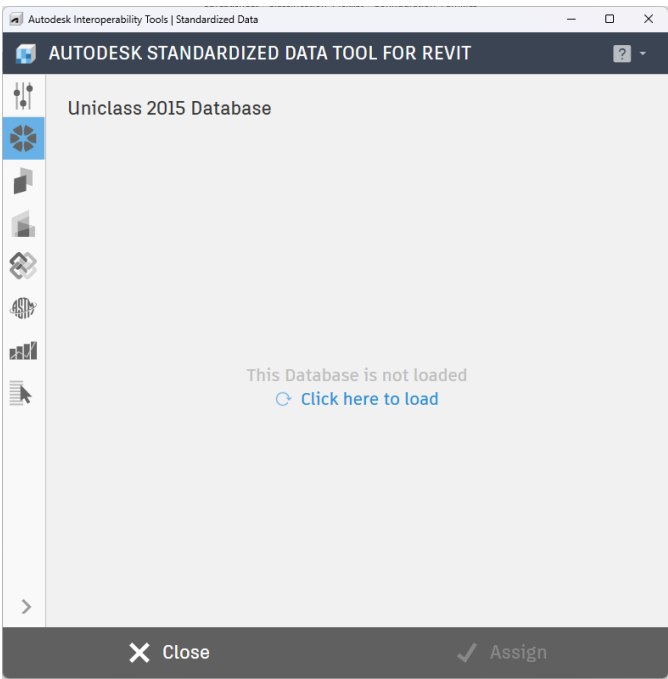 Autodesk Interoperability Tools | Standardized Data
AUTODESK STANDARDIZED DATA TOOL FOR REVIT
?
Uniclass 2015 Database
ASTM
This Database is not loaded
Click here to load
Close
Assign